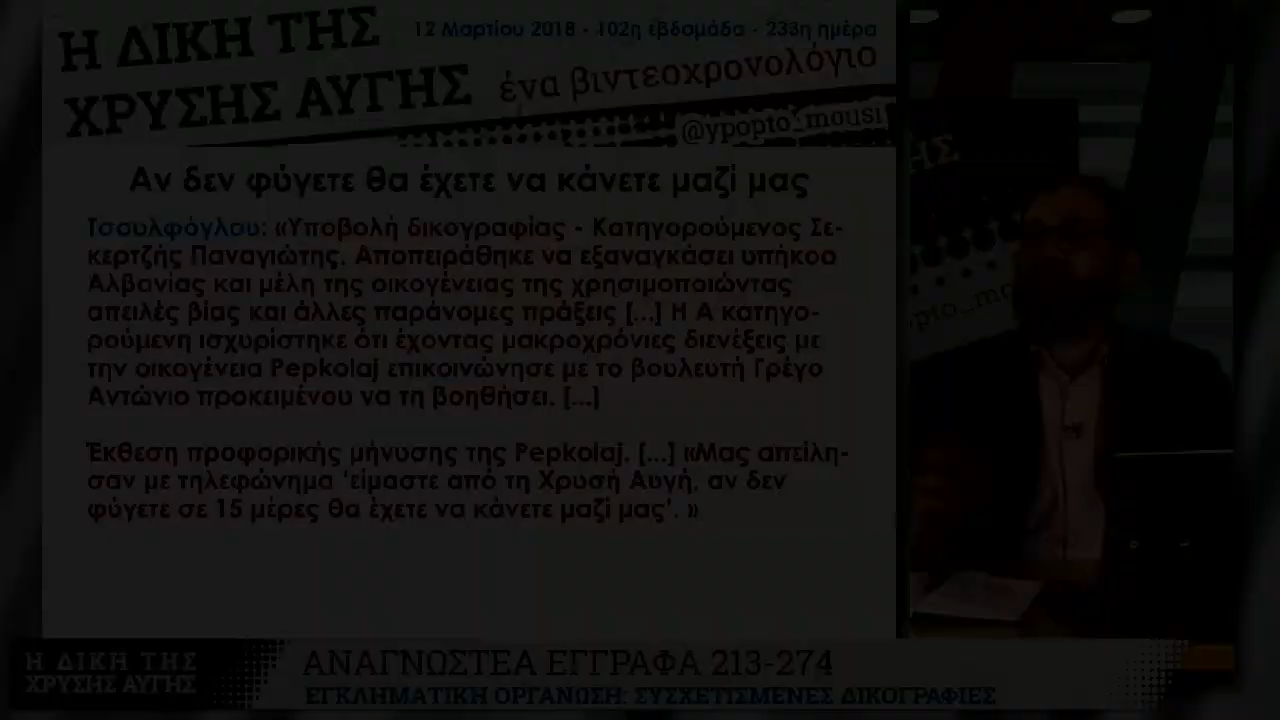 Η ΔΙΚΗ ΤΗΣ
ΧΡΥΣΗΣ ΑΥΓΗΣ
12 Μαρτίου 2018 - 102η εβδομάδα - 233η ημέρα
ένα βιντεοχρονολόγιο
@ypopto_mousi
Αν δεν φύγετε θα έχετε να κάνετε μαζί μας
Τσουλφόγλου: «Υποβολή δικογραφίας - Κατηγορούμενος Σε-
κερτζής Παναγιώτης. Αποπειράθηκε να εξαναγκάσει υπήκοο
Αλβανίας και μέλη της οικογένειας της χρησιμοποιώντας
απειλές βίας και άλλες παράνομες πράξεις [...] Η Α κατηγο-
ρούμενη ισχυρίστηκε ότι έχοντας μακροχρόνιες διενέξεις με
την οικογένεια Pepkolaj επικοινώνησε με το βουλευτή Γρέγο
Αντώνιο προκειμένου να τη βοηθήσει. [...]
Έκθεση προφορικής μήνυσης της Pepkolaj. [...] «Μας απείλη-
σαν με τηλεφώνημα ‘είμαστε από τη Χρυσή Αυγή, αν δεν
φύγετε σε 15 μέρες θα έχετε να κάνετε μαζί μας’. »
ΗΣ
pto_mo
Η ΔΙΚΗ ΤΗΣ
ΧΡΥΣΗΣ ΑΥΓΗΣ
ΑΝΑΓΝΩΣΤΕΑ ΕΓΓΡΑΦΑ 213-274
ΕΓΚΛΗΜΑΤΙΚΗ ΟΡΓΑΝΩΣΗ: ΣΥΣΧΕΤΙΣΜΕΝΕΣ ΔΙΚΟΓΡΑΦΙΕΣ